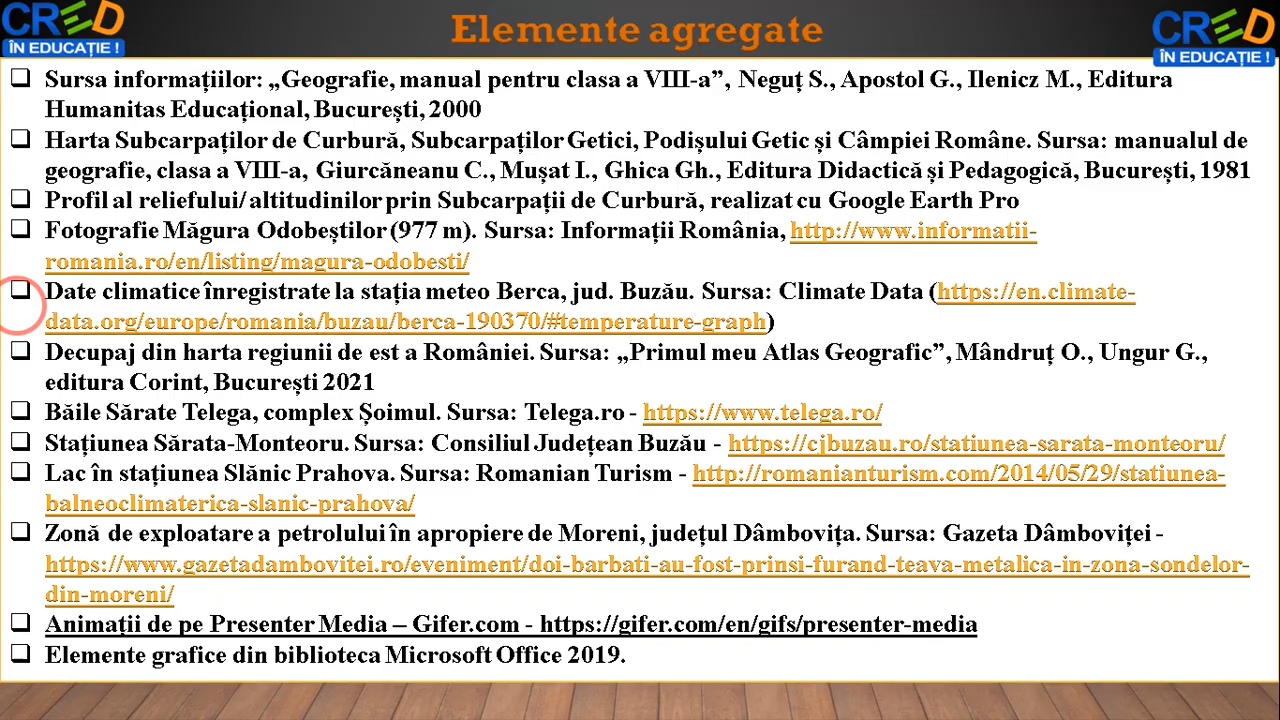 CRED
ÎN EDUCAȚIE !
Elemente agregate
CRED
ÎN EDUCAȚIE !
Sursa informațiilor: „Geografie, manual pentru clasa a VIII-a”, Neguț S., Apostol G., Ilenicz M., Editura
Humanitas Educațional, București, 2000
Harta Subcarpaților de Curbură, Subcarpaților Getici, Podișului Getic și Câmpiei Române. Sursa: manualul de
geografie, clasa a VIII-a, Giurcăneanu C., Mușat I., Ghica Gh., Editura Didactică și Pedagogică, București, 1981
Profil al reliefului/ altitudinilor prin Subcarpații de Curbură, realizat cu Google Earth Pro
Fotografie Măgura Odobeștilor (977 m). Sursa: Informații România, http://www.informatii-
romania.ro/en/listing/magura-odobesti/
Date climatice înregistrate la stația meteo Berca, jud. Buzău. Sursa: Climate Data (https://en.climate-
data.org/europe/romania/buzau/berca-190370/#temperature-graph)
Decupaj din harta regiunii de est a României. Sursa: „Primul meu Atlas Geografic”, Mândruț O., Ungur G.,
editura Corint, București 2021
Băile Sărate Telega, complex Șoimul. Sursa: Telega.ro - https://www.telega.ro/
Stațiunea Sărata-Monteoru. Sursa: Consiliul Județean Buzău - https://cjbuzau.ro/statiunea-sarata-monteoru/
Lac în stațiunea Slănic Prahova. Sursa: Romanian Turism - http://romanianturism.com/2014/05/29/statiunea-
balneoclimaterica-slanic-prahova/
Zonă de exploatare a petrolului în apropiere de Moreni, județul Dâmbovița. Sursa: Gazeta Dâmboviței -
https://www.gazetadambovitei.ro/eveniment/doi-barbati-au-fost-prinsi-furand-teava-metalica-in-zona-sondelor-
din-moreni/
Animații de pe Presenter Media – Gifer.com - https://gifer.com/en/gifs/presenter-media
Elemente grafice din biblioteca Microsoft Office 2019.